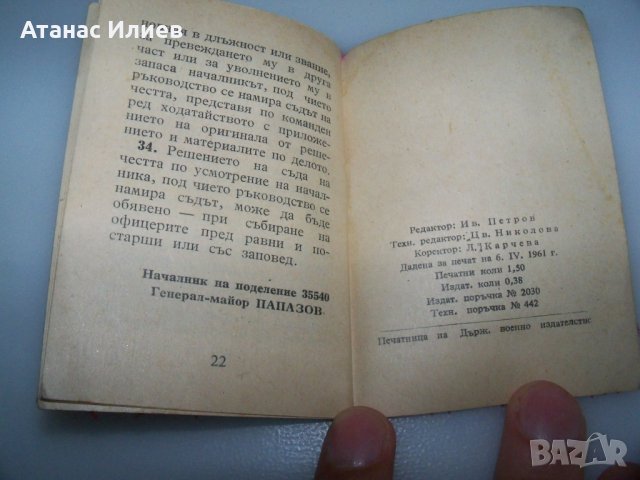 Атанас Илиев
понжи в длъжност или звание,
превеждането му в друга
част или за уволнението му в
запаса началникът, под чието
ръководство се намира съдът на
честта, представя по команден
ред ходатайството с приложе-
нието на оригинала от реше-
нието и материалите по делото.
34. Решението на съда на
честта по усмотрение на начал-
ника, под чието ръководство се
намира съдът, може да бъде
обявено — при събиране на
офицерите пред равни и по-
старши или със заповед.
Началник на поделение 35540
Генерал-майор ПАПАЗОВ
22
Редактор: Ив. Петров
Техн. редактор: Цв. Николова
Коректор: Л. Карчева
Дадена за печат на 6. IV. 1961 г.
Печатни коли 1,50
Издат. коли 0,38
Издат. поръчка № 2030
Техн. поръчка № 442
Печатница на Държ. военно издателство
BAZAR